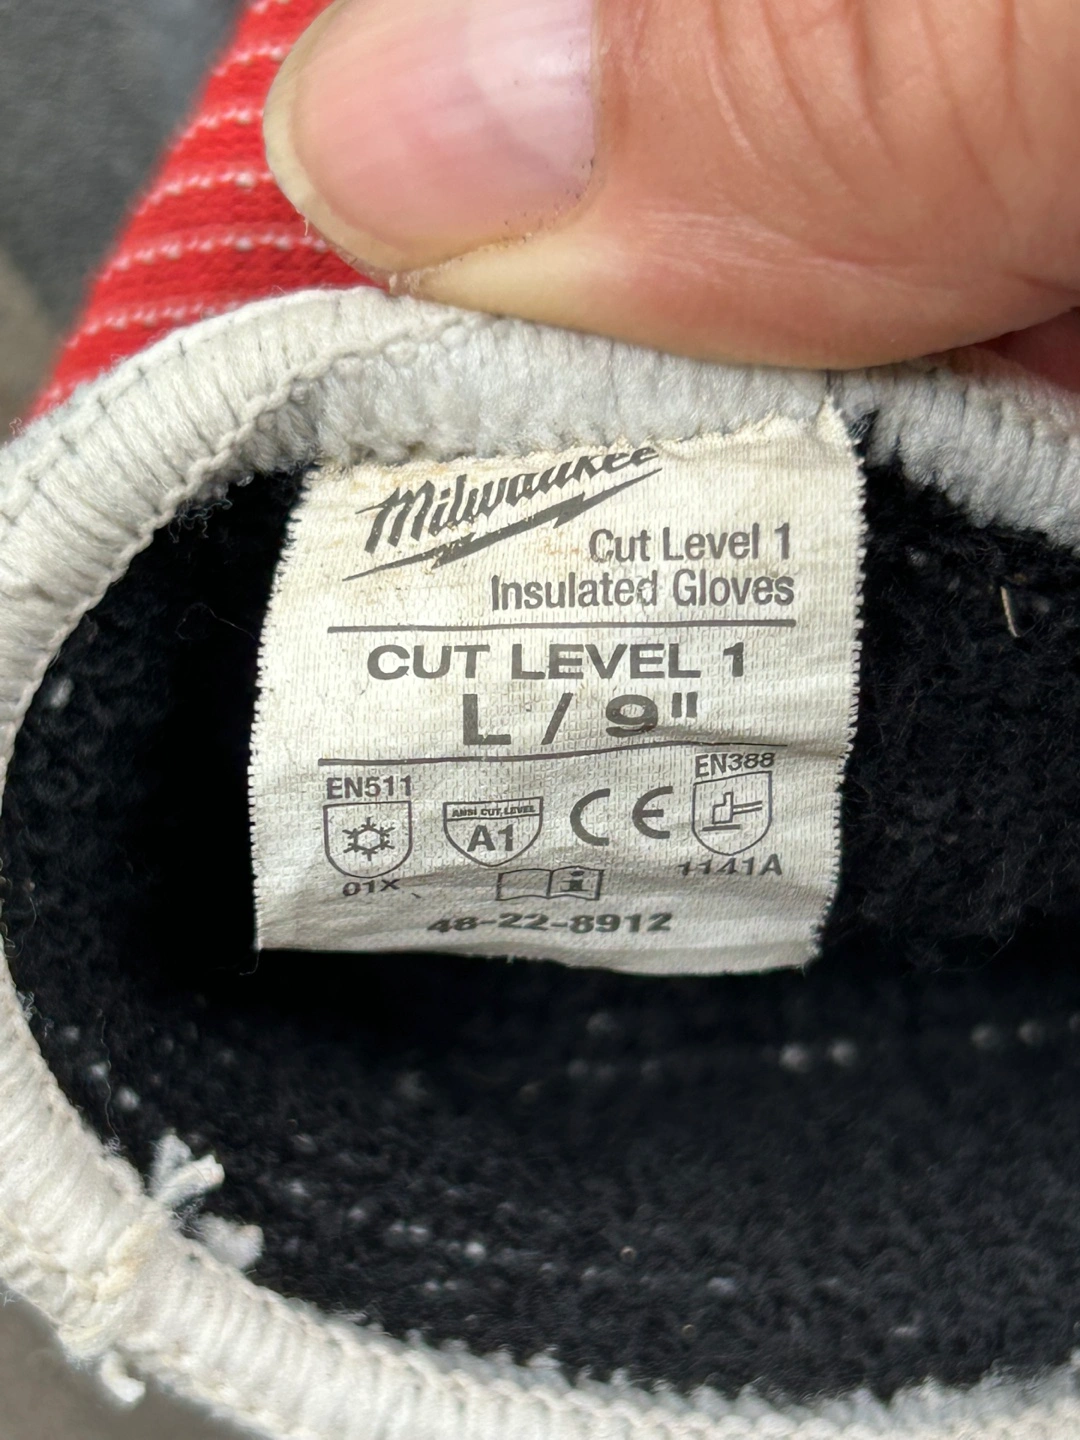 Milwaukee
Cut Level 1
Insulated Gloves
CUT LEVEL 1
L / 9"
EN511
ANSI CUT LEVEL
A1
CE
EN388
01X
i
1141A
48-22-8912